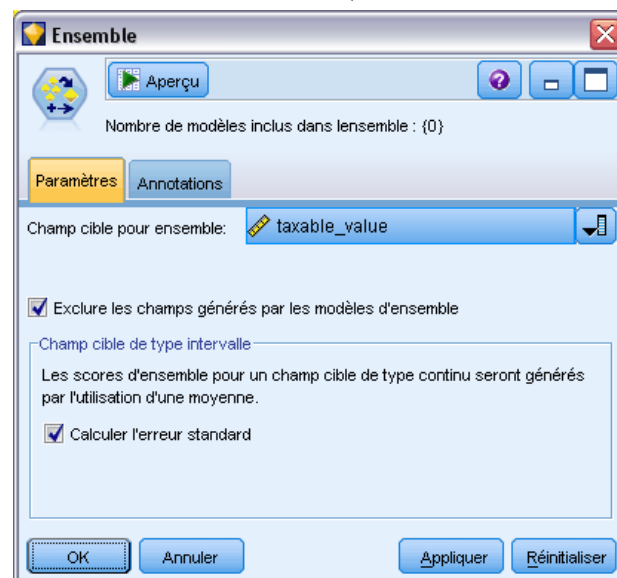 Ensemble
Aperçu
Nombre de modèles inclus dans lensemble : {0}
Paramètres
Annotations
Champ cible pour ensemble:
taxable_value
Exclure les champs générés par les modèles d'ensemble
Champ cible de type intervalle
Les scores d'ensemble pour un champ cible de type continu seront générés
par l'utilisation d'une moyenne.
Calculer l'erreur standard
OK
Annuler
Appliquer
Réinitialiser